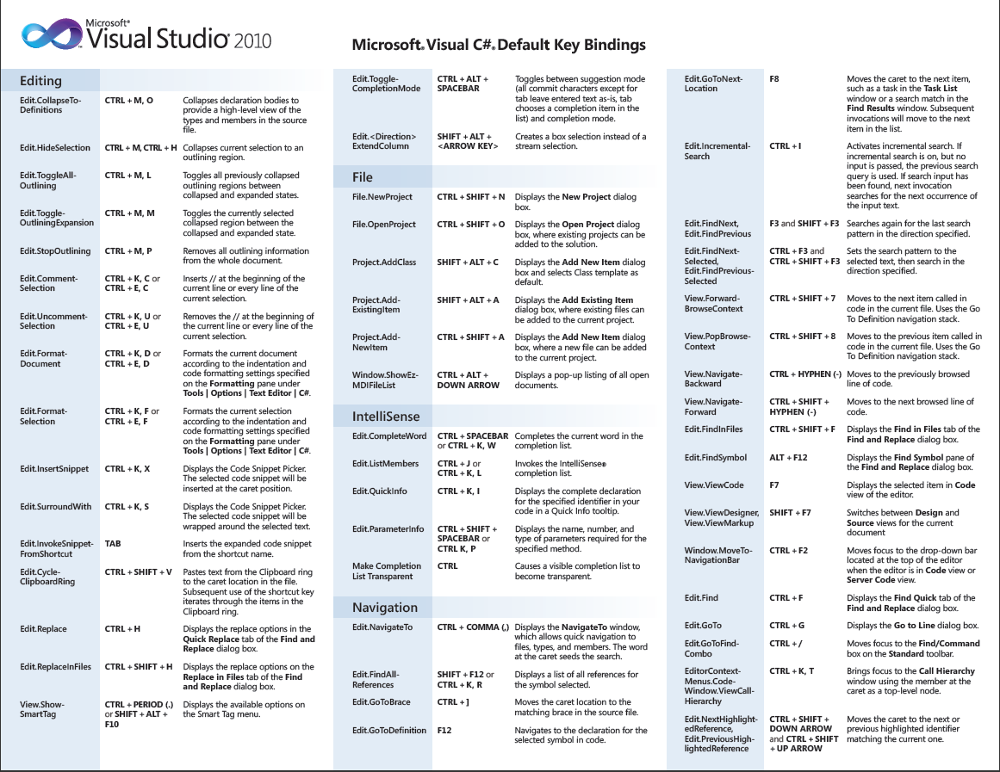 Microsoft®
Visual Studio® 2010
Microsoft® Visual C#® Default Key Bindings
Editing
Edit.CollapseTo-
Definitions
CTRL + M, O
Collapses declaration bodies to
provide a high-level view of the
types and members in the source
file.
Edit.HideSelection
CTRL + M, CTRL + H
Collapses current selection to an
outlining region.
Edit.ToggleAll-
Outlining
CTRL + M, L
Toggles all previously collapsed
outlining regions between
collapsed and expanded states.
Edit.Toggle-
OutliningExpansion
CTRL + M, M
Toggles the currently selected
collapsed region between the
collapsed and expanded state.
Edit.StopOutlining
CTRL + M, P
Removes all outlining information
from the whole document.
Edit.Comment-
Selection
CTRL + K, C or
CTRL + E, C
Inserts // at the beginning of the
current line or every line of the
current selection.
Edit.Uncomment-
Selection
CTRL + K, U or
CTRL + E, U
Removes the // at the beginning of
the current line or every line of the
current selection.
Edit.Format-
Document
CTRL + K, D or
CTRL + E, D
Formats the current document
according to the indentation and
code formatting settings specified
on the Formatting pane under
Tools | Options | Text Editor | C#.
Edit.Format-
Selection
CTRL + K, F or
CTRL + E, F
Formats the current selection
according to the indentation and
code formatting settings specified
on the Formatting pane under
Tools | Options | Text Editor | C#.
Edit.InsertSnippet
CTRL + K, X
Displays the Code Snippet Picker.
The selected code snippet will be
inserted at the caret position.
Edit.SurroundWith
CTRL + K, S
Displays the Code Snippet Picker.
The selected code snippet will be
wrapped around the selected text.
Edit.InvokeSnippet-
FromShortcut
TAB
Inserts the expanded code snippet
from the shortcut name.
Edit.Cycle-
ClipboardRing
CTRL + SHIFT + V
Pastes text from the Clipboard ring
to the caret location in the file.
Subsequent use of the shortcut key
iterates through the items in the
Clipboard ring.
Edit.Replace
CTRL + H
Displays the replace options in the
Quick Replace tab of the Find and
Replace dialog box.
Edit.ReplaceInFiles
CTRL + SHIFT + H
Displays the replace options on the
Replace in Files tab of the Find
and Replace dialog box.
View.Show-
SmartTag
CTRL + PERIOD (.)
or SHIFT + ALT +
F10
Displays the available options on
the Smart Tag menu.
Edit.Toggle-
CompletionMode
CTRL + ALT +
SPACEBAR
Toggles between suggestion mode
(all commit characters except for
tab leave entered text as-is, tab
chooses a completion item in the
list) and completion mode.
Edit.<Direction>
ExtendColumn
SHIFT + ALT +
<ARROW KEY>
Creates a box selection instead of a
stream selection.
File
File.NewProject
CTRL + SHIFT + N
Displays the New Project dialog
box.
File.OpenProject
CTRL + SHIFT + O
Displays the Open Project dialog
box, where existing projects can be
added to the solution.
Project.AddClass
SHIFT + ALT + C
Displays the Add New Item dialog
box and selects Class template as
default.
Project.Add-
ExistingItem
SHIFT + ALT + A
Displays the Add Existing Item
dialog box, where existing files can
be added to the current project.
Project.Add-
NewItem
CTRL + SHIFT + A
Displays the Add New Item dialog
box, where a new file can be added
to the current project.
Window.ShowEz-
MDIFileList
CTRL + ALT +
DOWN ARROW
Displays a pop-up listing of all open
documents.
IntelliSense
Edit.CompleteWord
CTRL + SPACEBAR
or CTRL + K, W
Completes the current word in the
completion list.
Edit.ListMembers
CTRL + J or
CTRL + K, L
Invokes the IntelliSense®
completion list.
Edit.QuickInfo
CTRL + K, I
Displays the complete declaration
for the specified identifier in your
code in a Quick Info tooltip.
Edit.ParameterInfo
CTRL + SHIFT +
SPACEBAR or
CTRL K, P
Displays the name, number, and
type of parameters required for the
specified method.
Make Completion
List Transparent
CTRL
Causes a visible completion list to
become transparent.
Navigation
Edit.NavigateTo
CTRL + COMMA (,)
Displays the NavigateTo window,
which allows quick navigation to
files, types, and members. The word
at the caret seeds the search.
Edit.FindAll-
References
SHIFT + F12 or
CTRL + K, R
Displays a list of all references for
the symbol selected.
Edit.GoToBrace
CTRL + ]
Moves the caret location to the
matching brace in the source file.
Edit.GoToDefinition
F12
Navigates to the declaration for the
selected symbol in code.
Edit.GoToNext-
Location
F8
Moves the caret to the next item,
such as a task in the Task List
window or a search match in the
Find Results window. Subsequent
invocations will move to the next
item in the list.
Edit.Incremental-
Search
CTRL + I
Activates incremental search. If
incremental search is on, but no
input is passed, the previous search
query is used. If search input has
been found, next invocation
searches for the next occurrence of
the input text.
Edit.FindNext,
Edit.FindPrevious
F3 and SHIFT + F3
Searches again for the last search
pattern in the direction specified.
Edit.FindNext-
Selected,
Edit.FindPrevious-
Selected
CTRL + F3 and
CTRL + SHIFT + F3
Sets the search pattern to the
selected text, then search in the
direction specified.
View.Forward-
BrowseContext
CTRL + SHIFT + 7
Moves to the next item called in
code in the current file. Uses the Go
To Definition navigation stack.
View.PopBrowse-
Context
CTRL + SHIFT + 8
Moves to the previous item called in
code in the current file. Uses the Go
To Definition navigation stack.
View.Navigate-
Backward
CTRL + HYPHEN (-)
Moves to the previously browsed
line of code.
View.Navigate-
Forward
CTRL + SHIFT +
HYPHEN (-)
Moves to the next browsed line of
code.
Edit.FindInFiles
CTRL + SHIFT + F
Displays the Find in Files tab of the
Find and Replace dialog box.
Edit.FindSymbol
ALT + F12
Displays the Find Symbol pane of
the Find and Replace dialog box.
View.ViewCode
F7
Displays the selected item in Code
view of the editor.
View.ViewDesigner,
View.ViewMarkup
SHIFT + F7
Switches between Design and
Source views for the current
document
Window.MoveTo-
NavigationBar
CTRL + F2
Moves focus to the drop-down bar
located at the top of the editor
when the editor is in Code view or
Server Code view.
Edit.Find
CTRL + F
Displays the Find Quick tab of the
Find and Replace dialog box.
Edit.GoTo
CTRL + G
Displays the Go to Line dialog box.
Edit.GoToFind-
Combo
CTRL + /
Moves focus to the Find/Command
box on the Standard toolbar.
EditorContext-
Menus.Code-
Window.ViewCall-
Hierarchy
CTRL + K, T
Brings focus to the Call Hierarchy
window using the member at the
caret as a top-level node.
Edit.NextHighlight-
edReference,
Edit.PreviousHigh-
lightedReference
CTRL + SHIFT +
DOWN ARROW
and CTRL + SHIFT
+ UP ARROW
Moves the caret to the next or
previous highlighted identifier
matching the current one.